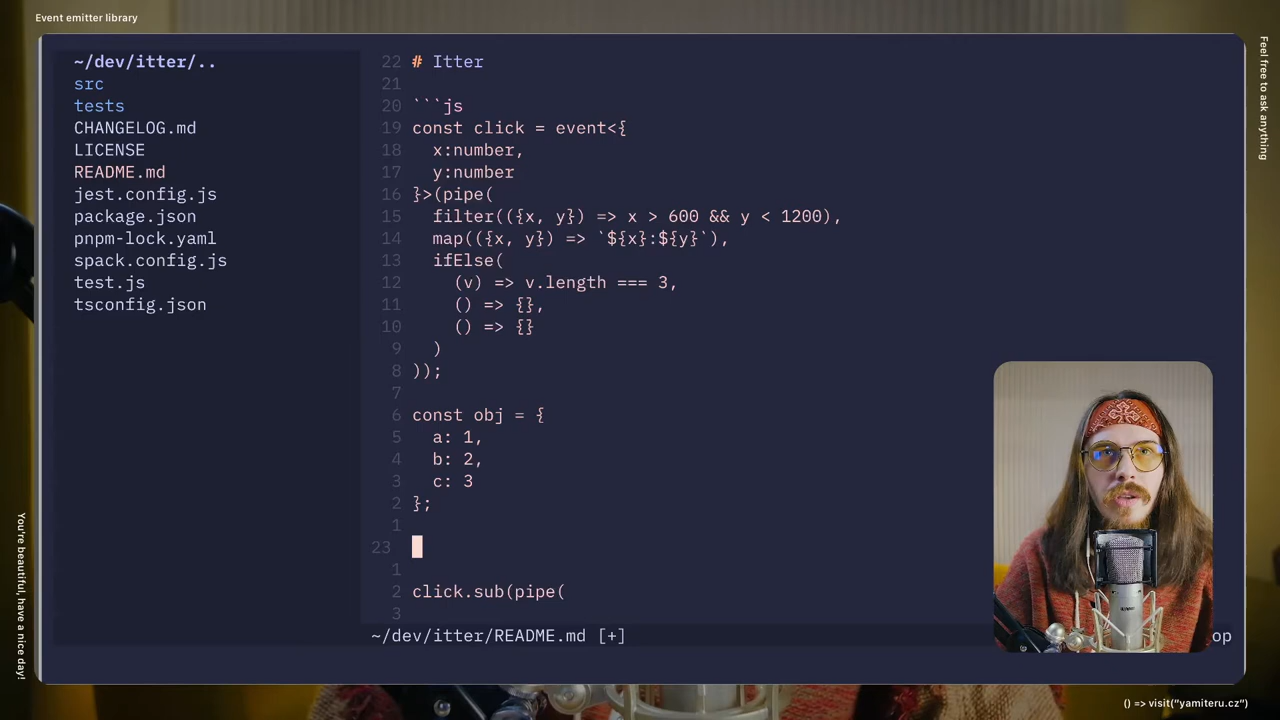 Event emitter library
Feel free to ask anything
~/dev/itter/..
src
tests
CHANGELOG.md
LICENSE
README.md
jest.config.js
package.json
pnpm-lock.yaml
spack.config.js
test.js
tsconfig.json
22 # Itter
21
20 ```js
19 const click = event<{
18   x:number,
17   y:number
16 }>(pipe(
15   filter(({x, y}) => x > 600 && y < 1200),
14   map(({x, y}) => `${x}:${y}`),
13   ifElse(
12     (v) => v.length === 3,
11     () => {},
10     () => {}
9   )
8 ));
7
6 const obj = {
5   a: 1,
4   b: 2,
3   c: 3
2 };
1
23
1
2 click.sub(pipe(
3
~/dev/itter/README.md [+]
op
You're beautiful, have a nice day!
() => visit("yamiteru.cz")